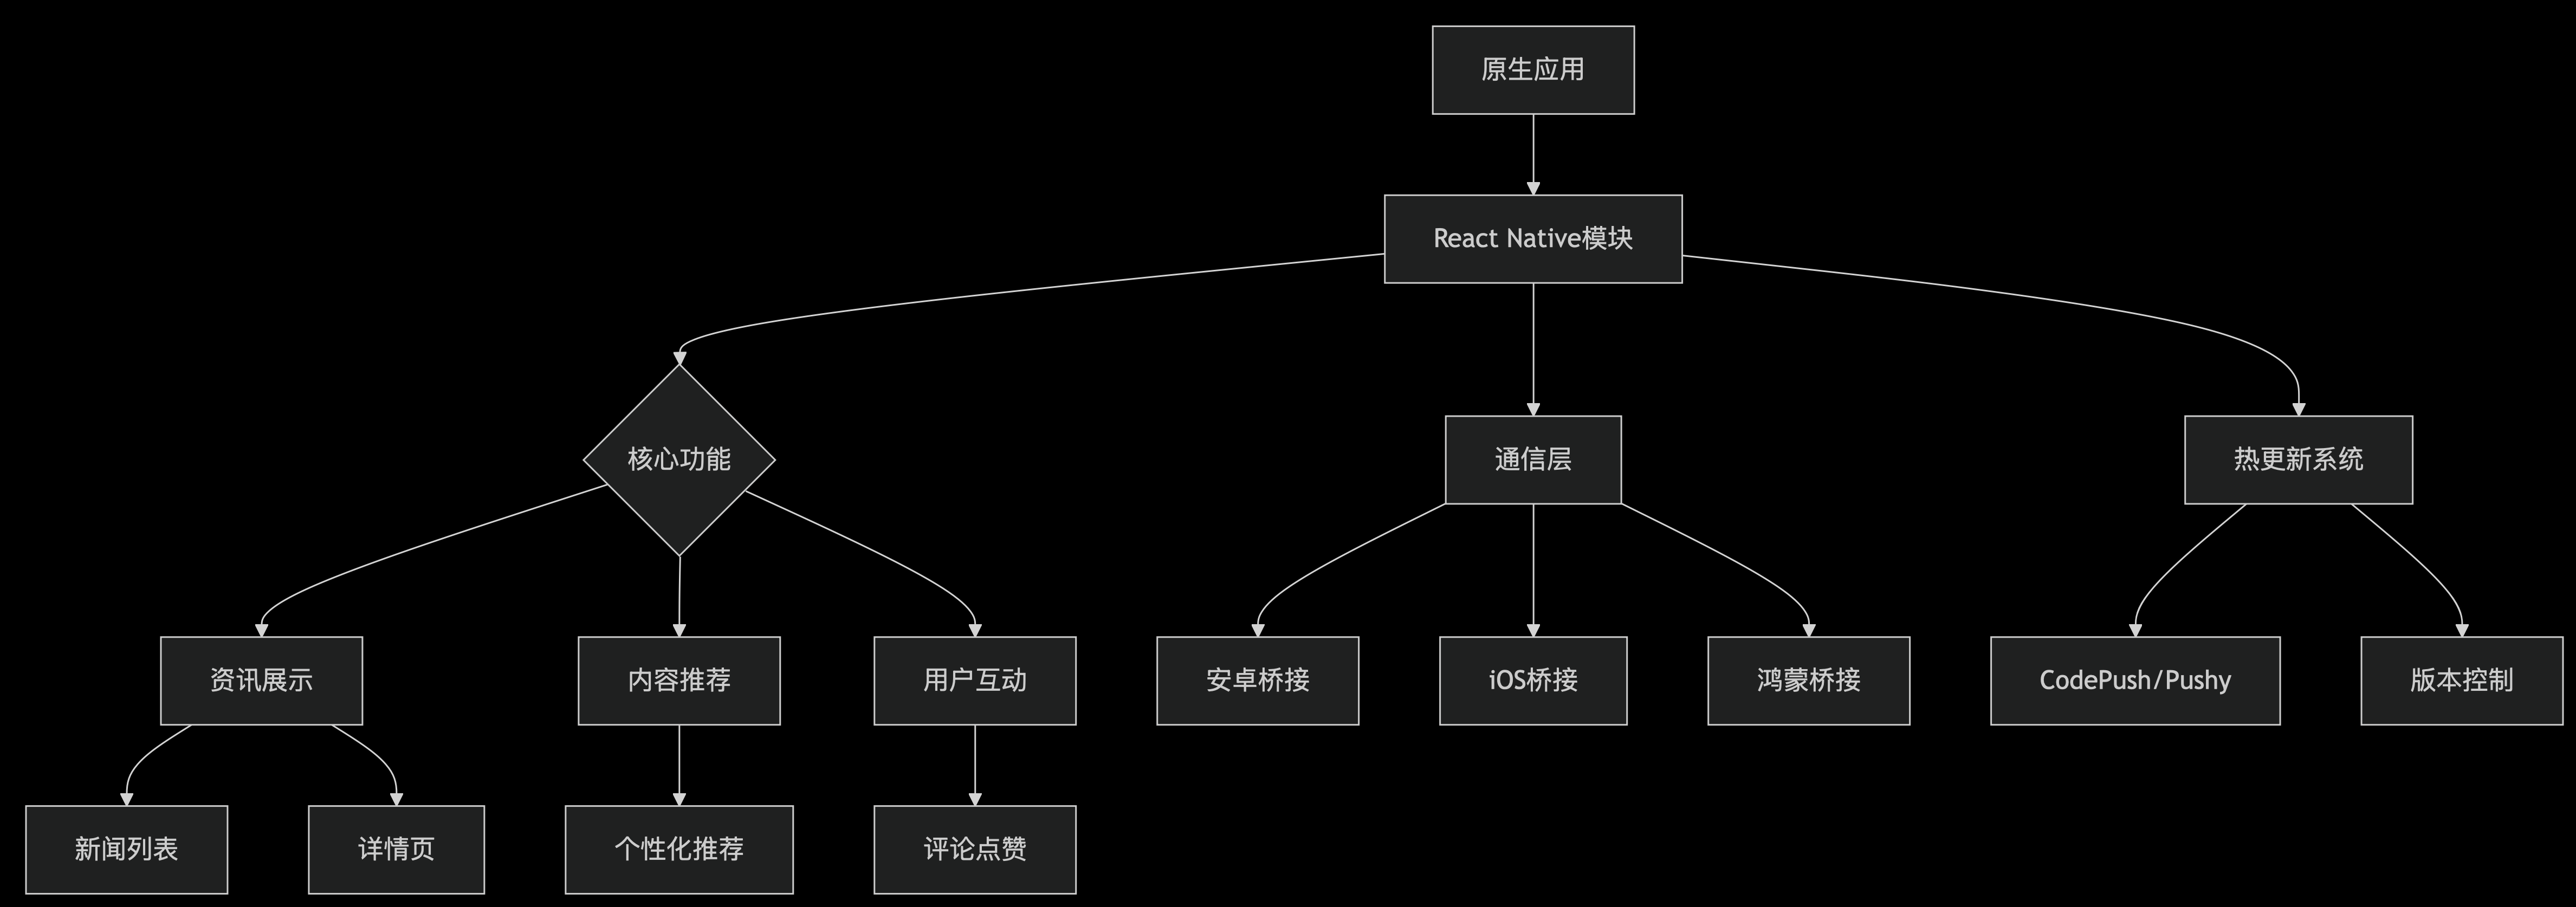 原生应用
React Native模块
核心功能
通信层
热更新系统
资讯展示
内容推荐
用户互动
安卓桥接
iOS桥接
鸿蒙桥接
CodePush/Pushy
版本控制
新闻列表
详情页
个性化推荐
评论点赞